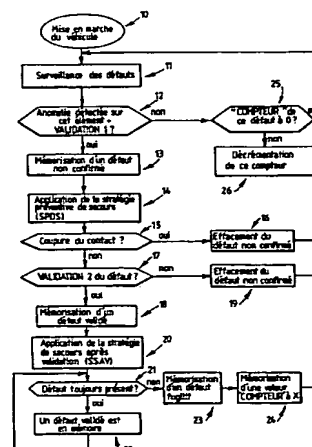 Mise en marche
du véhicule
10
Surveillance des défauts
11
Anomalie détectée sur
cet élément =
VALIDATION 1 ?
12
non
oui
"COMPTEUR" de
ce défaut à 0 ?
25
non
Décrémentation
de ce compteur
26
Mémorisation d'un défaut
non confirmé
13
Application de la stratégie
préventive de secours
(SPDS)
14
Coupure du contact ?
15
oui
non
Effacement du
défaut non confirmé
16
VALIDATION 2 du défaut ?
17
non
oui
Effacement du
défaut non confirmé
19
Mémorisation d'un
défaut validé
18
Application de la stratégie
de secours après
validation (SSAV)
20
Défaut toujours présent ?
21
non
oui
Mémorisation
d'un défaut
fugitif
23
Mémorisation
d'une valeur
COMPTEUR à X
24
Un défaut validé est
en mémoire